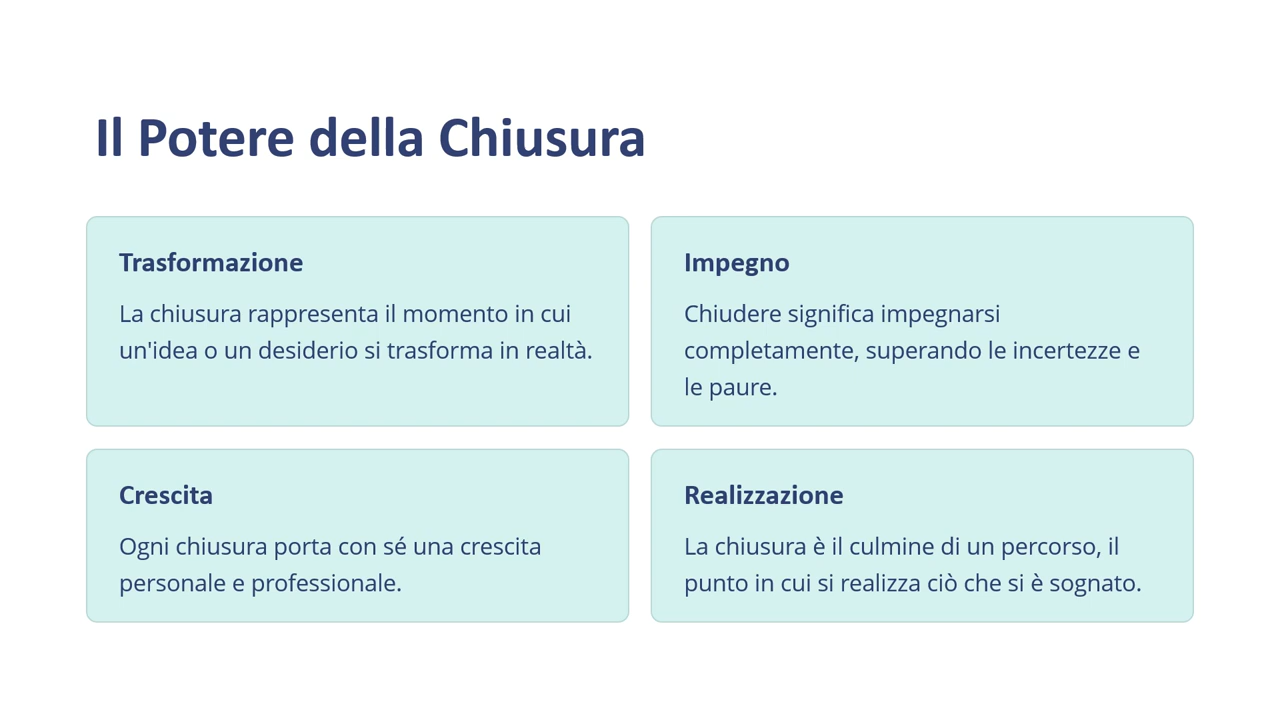 Il Potere della Chiusura
Trasformazione
La chiusura rappresenta il momento in cui
un'idea o un desiderio si trasforma in realtà.
Impegno
Chiudere significa impegnarsi
completamente, superando le incertezze e
le paure.
Crescita
Ogni chiusura porta con sé una crescita
personale e professionale.
Realizzazione
La chiusura è il culmine di un percorso, il
punto in cui si realizza ciò che si è sognato.